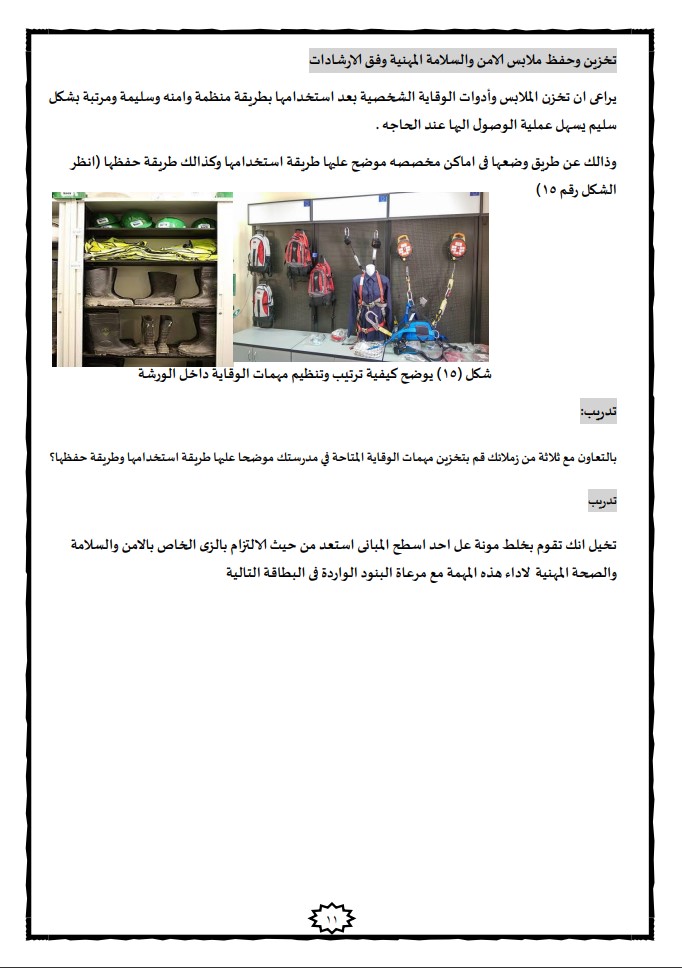 تخزين وحفظ ملابس الامن والسلامة المهنية وفق الارشادات
يراعى ان تخزن الملابس وأدوات الوقاية الشخصية بعد استخدامها بطريقة منظمة وامنه وسليمة ومرتبة بشكل
سليم يسهل عملية الوصول اليها عند الحاجه .
وذالك عن طريق وضعها فى اماكن مخصصه موضح عليها طريقة استخدامها وكذالك طريقة حفظها (انظر
الشكل رقم ١٥)
شكل (١٥) يوضح كيفية ترتيب وتنظيم مهمات الوقاية داخل الورشة
تدريب:
بالتعاون مع ثلاثة من زملائك قم بتخزين مهمات الوقاية المتاحة في مدرستك موضحا عليها طريقة استخدامها وطريقة حفظها؟
تدريب
تخيل انك تقوم بخلط مونة عل احد اسطح المبانى استعد من حيث الالتزام بالزى الخاص بالامن والسلامة
والصحة المهنية لاداء هذه المهمة مع مرعاة البنود الواردة فى البطاقة التالية
١١